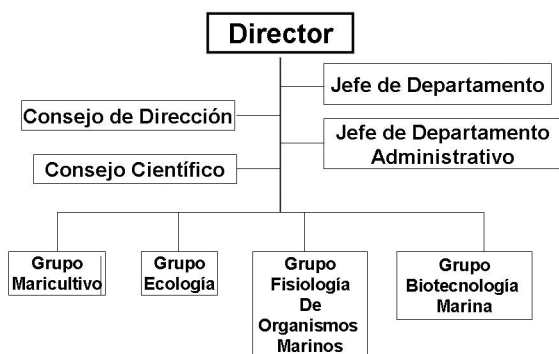 Director
Jefe de Departamento
Consejo de Dirección
Jefe de Departamento
Administrativo
Consejo Científico
Grupo
Maricultivo
Grupo
Ecología
Grupo
Fisiología
De
Organismos
Marinos
Grupo
Biotecnología
Marina